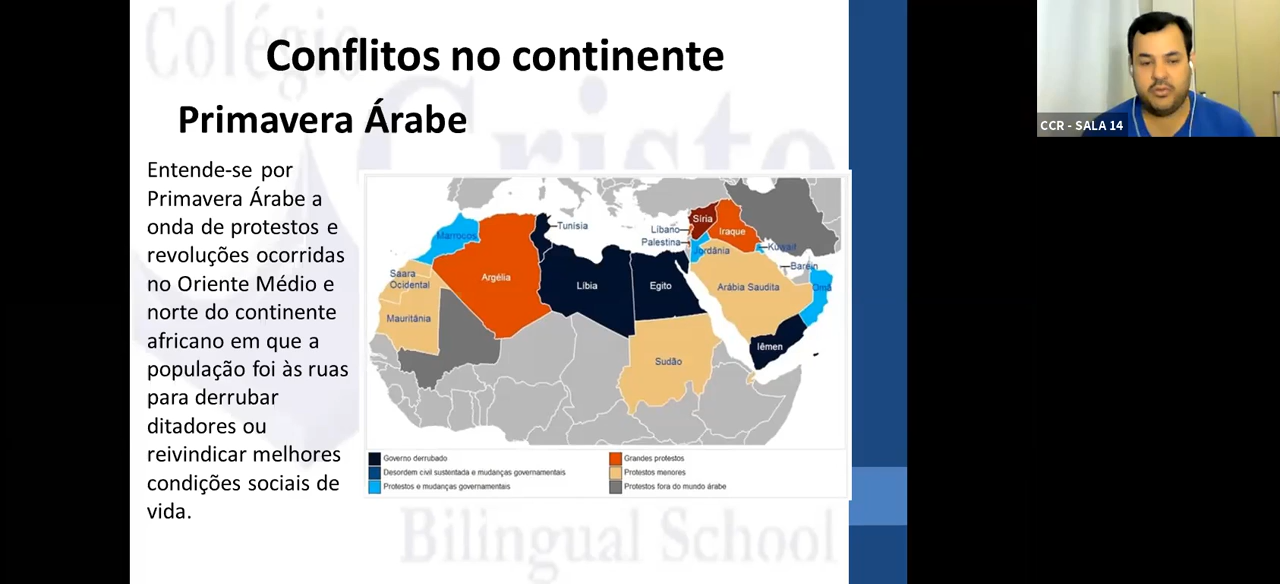 Colégio
Cristo
Conflitos no continente
Primavera Árabe
Entende-se por
Primavera Árabe a
onda de protestos e
revoluções ocorridas
no Oriente Médio e
norte do continente
africano em que a
população foi às ruas
para derrubar
ditadores ou
reivindicar melhores
condições sociais de
vida.
Marrocos
Argélia
Tunísia
Líbia
Egito
Saara
Ocidental
Mauritânia
Sudão
Síria
Líbano
Palestina
Iraque
Jordânia
Kuwait
Barein
Arábia Saudita
Omã
Iêmen
Governo derrubado
Desordem civil sustentada e mudanças governamentais
Protestos e mudanças governamentais
Grandes protestos
Protestos menores
Protestos fora do mundo árabe
Bilingual School
CCR - SALA 14